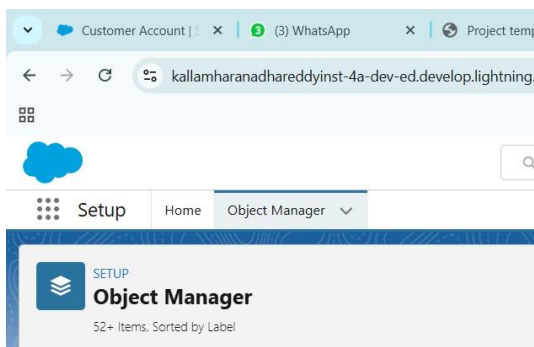 Customer Account | S
(3) WhatsApp
Project temp
kallamharanadhareddyinst-4a-dev-ed.develop.lightning.
Setup
Home
Object Manager
SETUP
Object Manager
52+ Items, Sorted by Label